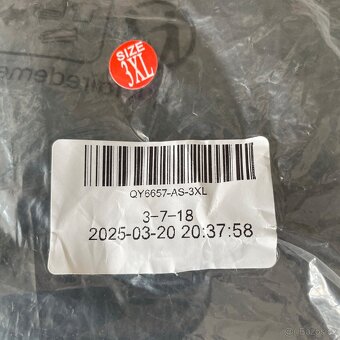 SIZE
3XL
QY6657-AS-3XL
3-7-18
2025-03-20 20:37:58